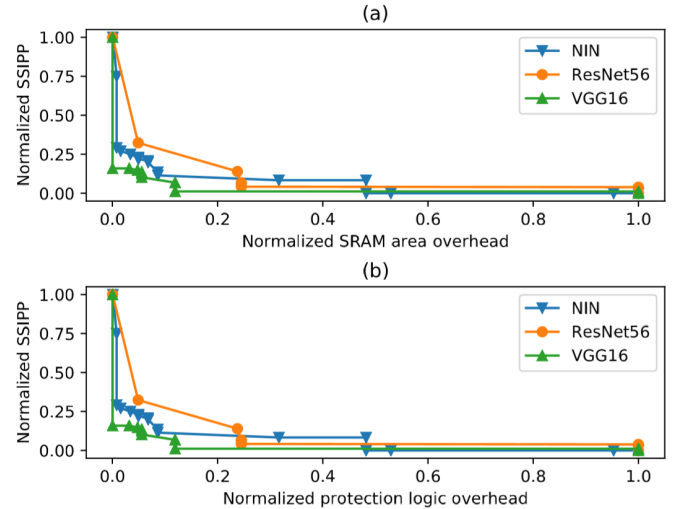 (a)
Normalized SSIPP
1.00
0.75
0.50
0.25
0.00
NIN
ResNet56
VGG16
0.0 0.2 0.4 0.6 0.8 1.0
Normalized SRAM area overhead
(b)
Normalized SSIPP
1.00
0.75
0.50
0.25
0.00
NIN
ResNet56
VGG16
0.0 0.2 0.4 0.6 0.8 1.0
Normalized protection logic overhead